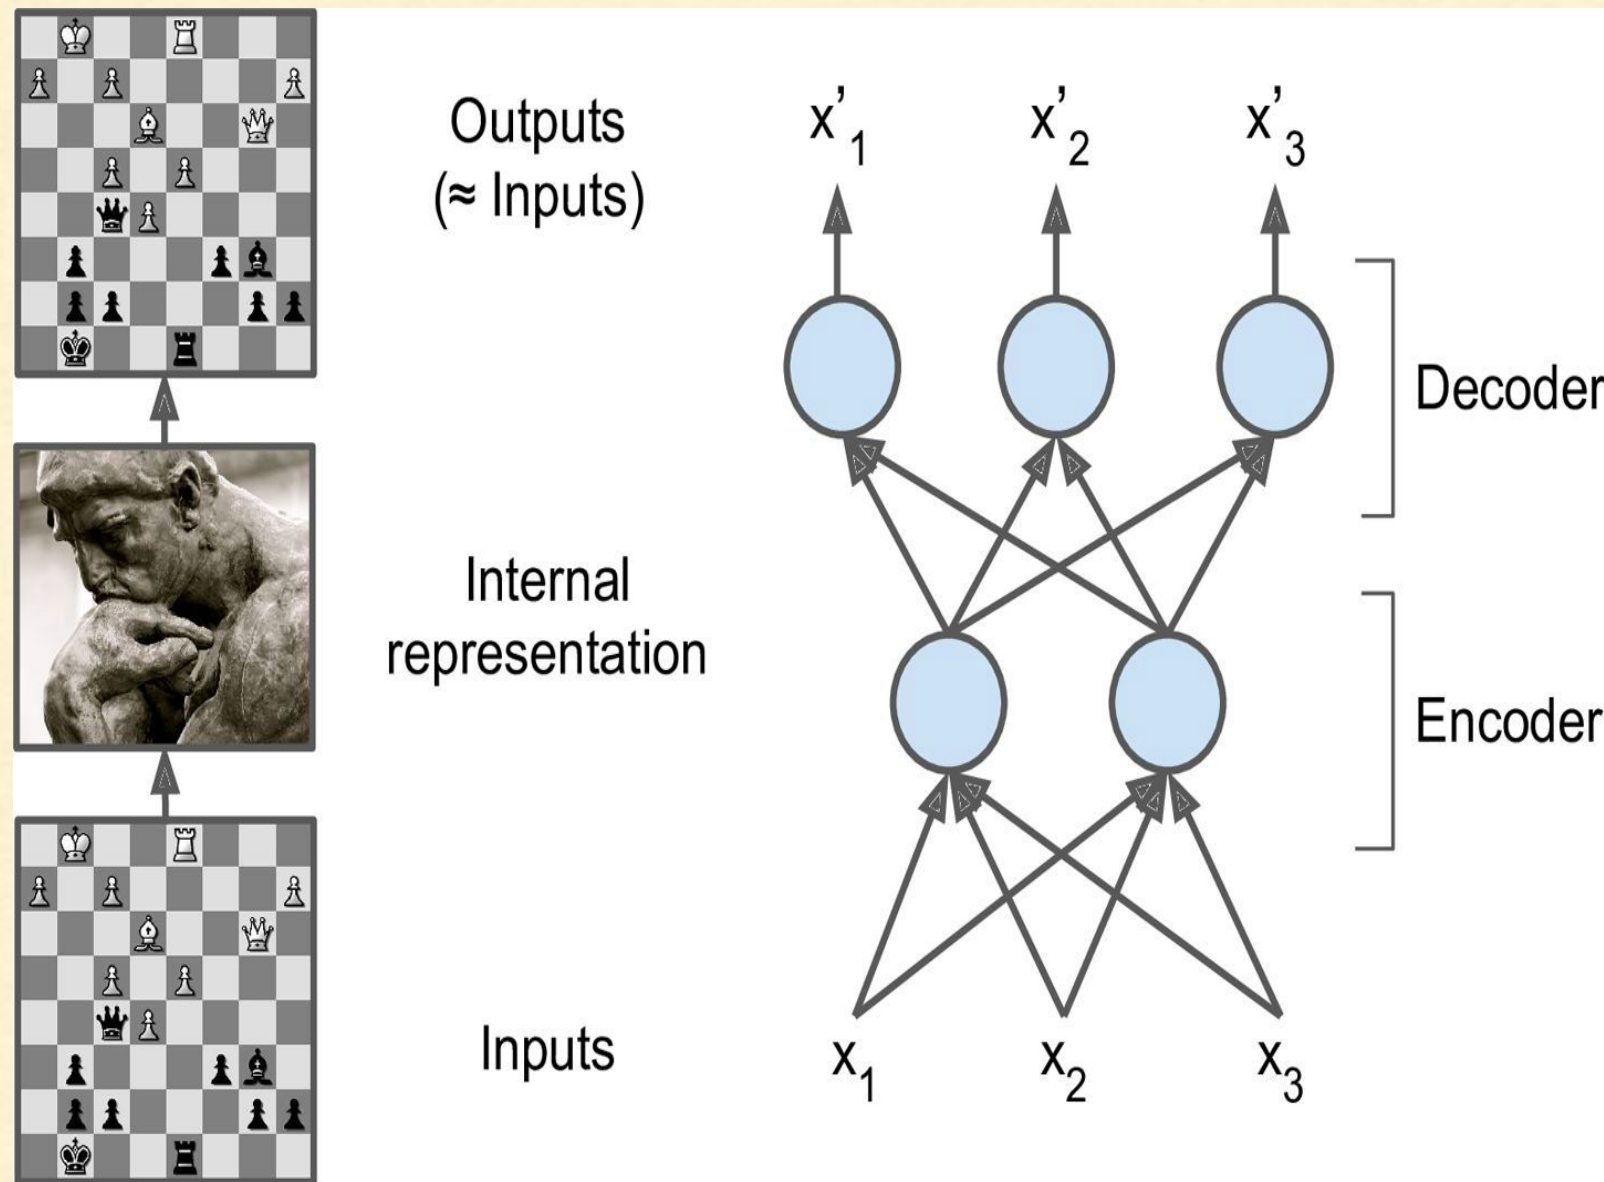 Outputs
(≈ Inputs)
x'1 x'2 x'3
Decoder
Internal
representation
Encoder
Inputs
x1 x2 x3